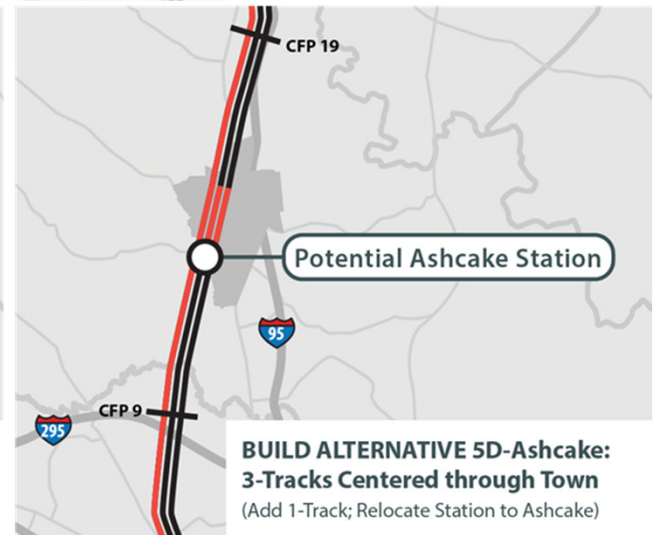 CFP 19
Potential Ashcake Station
95
CFP 9
295
BUILD ALTERNATIVE 5D-Ashcake:
3-Tracks Centered through Town
(Add 1-Track; Relocate Station to Ashcake)